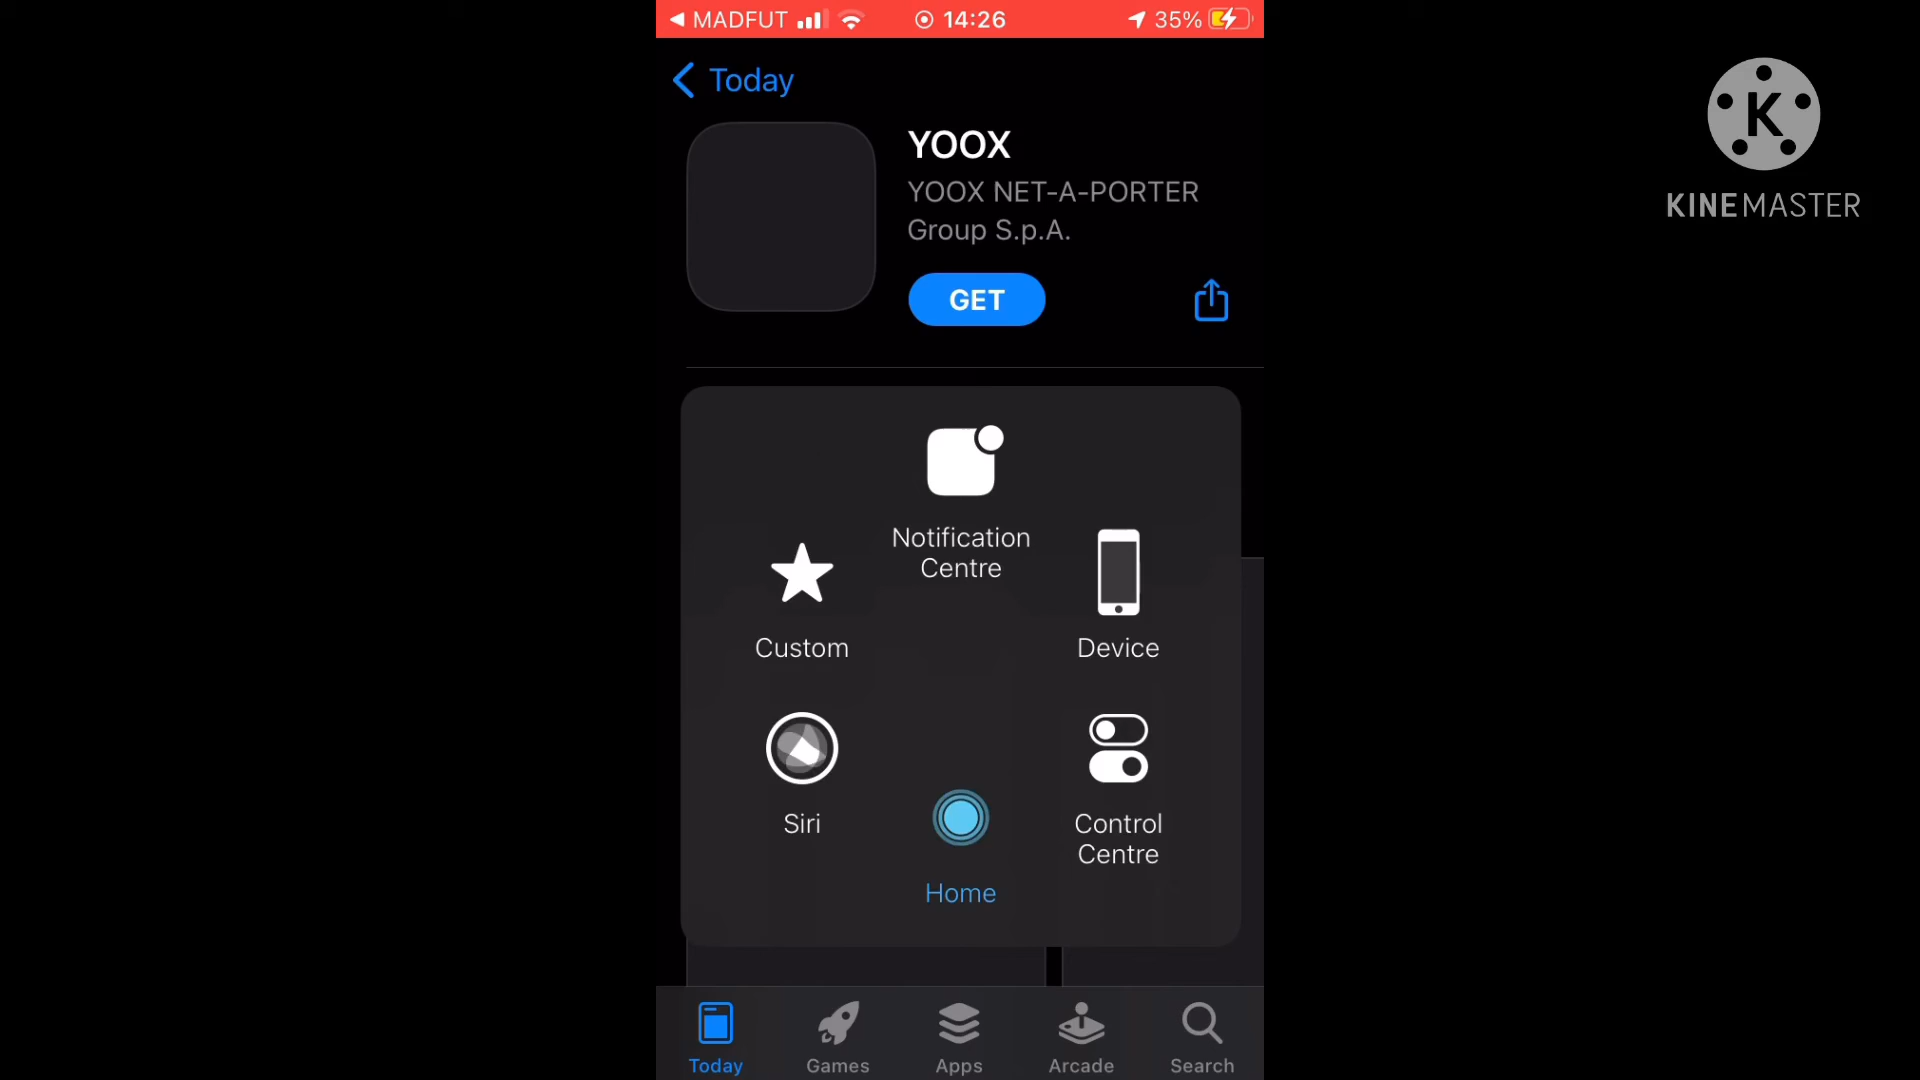 MADFUT
14:26
35%
Today
YOOX
YOOX NET-A-PORTER
Group S.p.A.
GET
K
KINEMASTER
Notification
Centre
Custom
Device
Siri
Control
Centre
Home
Today
Games
Apps
Arcade
Search